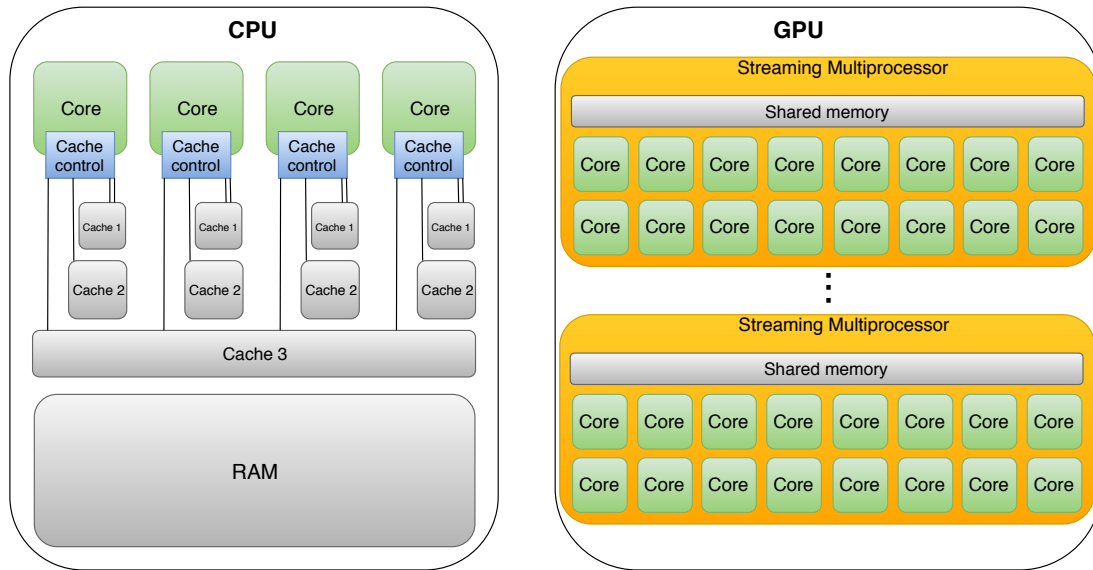 CPU
Core
Core
Core
Core
Cache
control
Cache
control
Cache
control
Cache
control
Cache 1
Cache 1
Cache 1
Cache 1
Cache 2
Cache 2
Cache 2
Cache 2
Cache 3
RAM
GPU
Streaming Multiprocessor
Shared memory
Core Core Core Core Core Core Core Core
Core Core Core Core Core Core Core Core
Streaming Multiprocessor
Shared memory
Core Core Core Core Core Core Core Core
Core Core Core Core Core Core Core Core